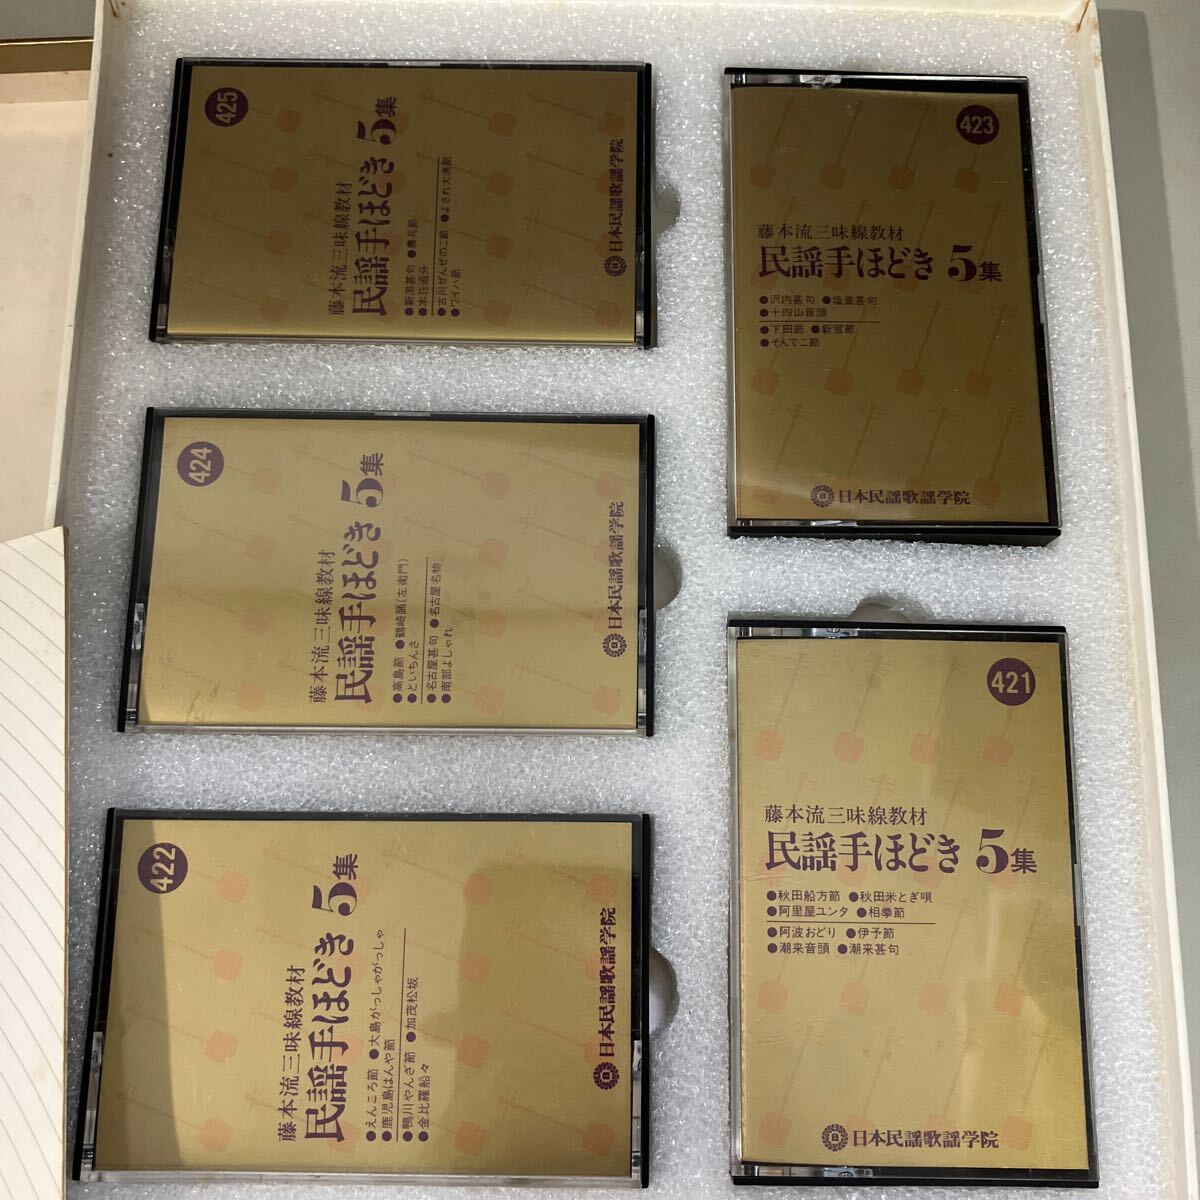 425
藤本流三味線教材
民謡手ほどき 5集
●新潟甚句 ●農兵節
●本荘追分
●古川ぜんぜのこ節 ●よされ大漁節
●ワイハ節
日本民謡歌謡学院
423
藤本流三味線教材
民謡手ほどき 5集
●沢内甚句 ●塩釜甚句
●十四山音頭
●下田節 ●新宮節
●そんでこ節
日本民謡歌謡学院
424
藤本流三味線教材
民謡手ほどき 5集
●高島節 ●鶴崎踊(左衛門)
●といちんさ
●名古屋甚句 ●名古屋名物
●南部よしゃれ
日本民謡歌謡学院
421
藤本流三味線教材
民謡手ほどき 5集
●秋田船方節 ●秋田米とぎ唄
●阿里屋ユンタ ●相拳節
●阿波おどり ●伊予節
●潮来音頭 ●潮来甚句
日本民謡歌謡学院
422
藤本流三味線教材
民謡手ほどき 5集
●えんころ節 ●大島がっしゃがっしゃ
●鹿児島はんや節
●鴨川やんざ節 ●加茂松坂
●金比羅船々
日本民謡歌謡学院